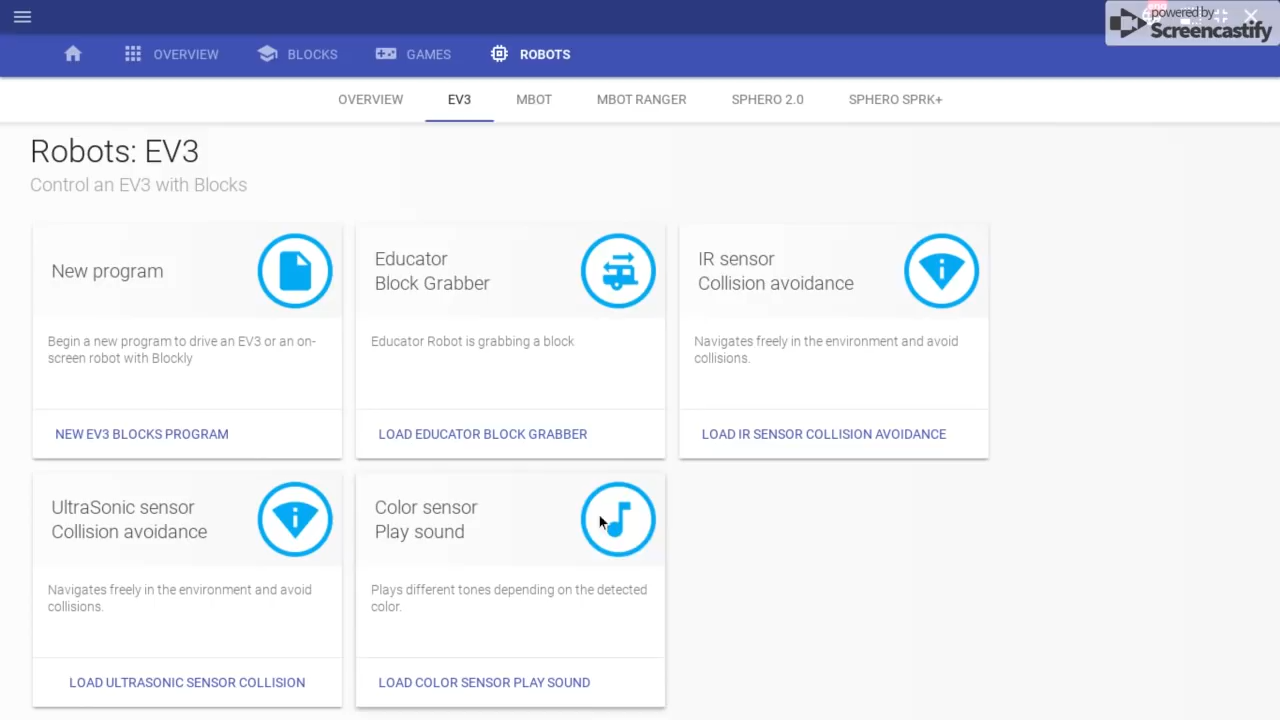 powered by
Screencastify
OVERVIEW
BLOCKS
GAMES
ROBOTS
OVERVIEW
EV3
MBOT
MBOT RANGER
SPHERO 2.0
SPHERO SPRK+
Robots: EV3
Control an EV3 with Blocks
New program
Begin a new program to drive an EV3 or an on-
screen robot with Blockly
NEW EV3 BLOCKS PROGRAM
Educator
Block Grabber
Educator Robot is grabbing a block
LOAD EDUCATOR BLOCK GRABBER
IR sensor
Collision avoidance
Navigates freely in the environment and avoid
collisions.
LOAD IR SENSOR COLLISION AVOIDANCE
UltraSonic sensor
Collision avoidance
Navigates freely in the environment and avoid
collisions.
LOAD ULTRASONIC SENSOR COLLISION
Color sensor
Play sound
Plays different tones depending on the detected
color.
LOAD COLOR SENSOR PLAY SOUND